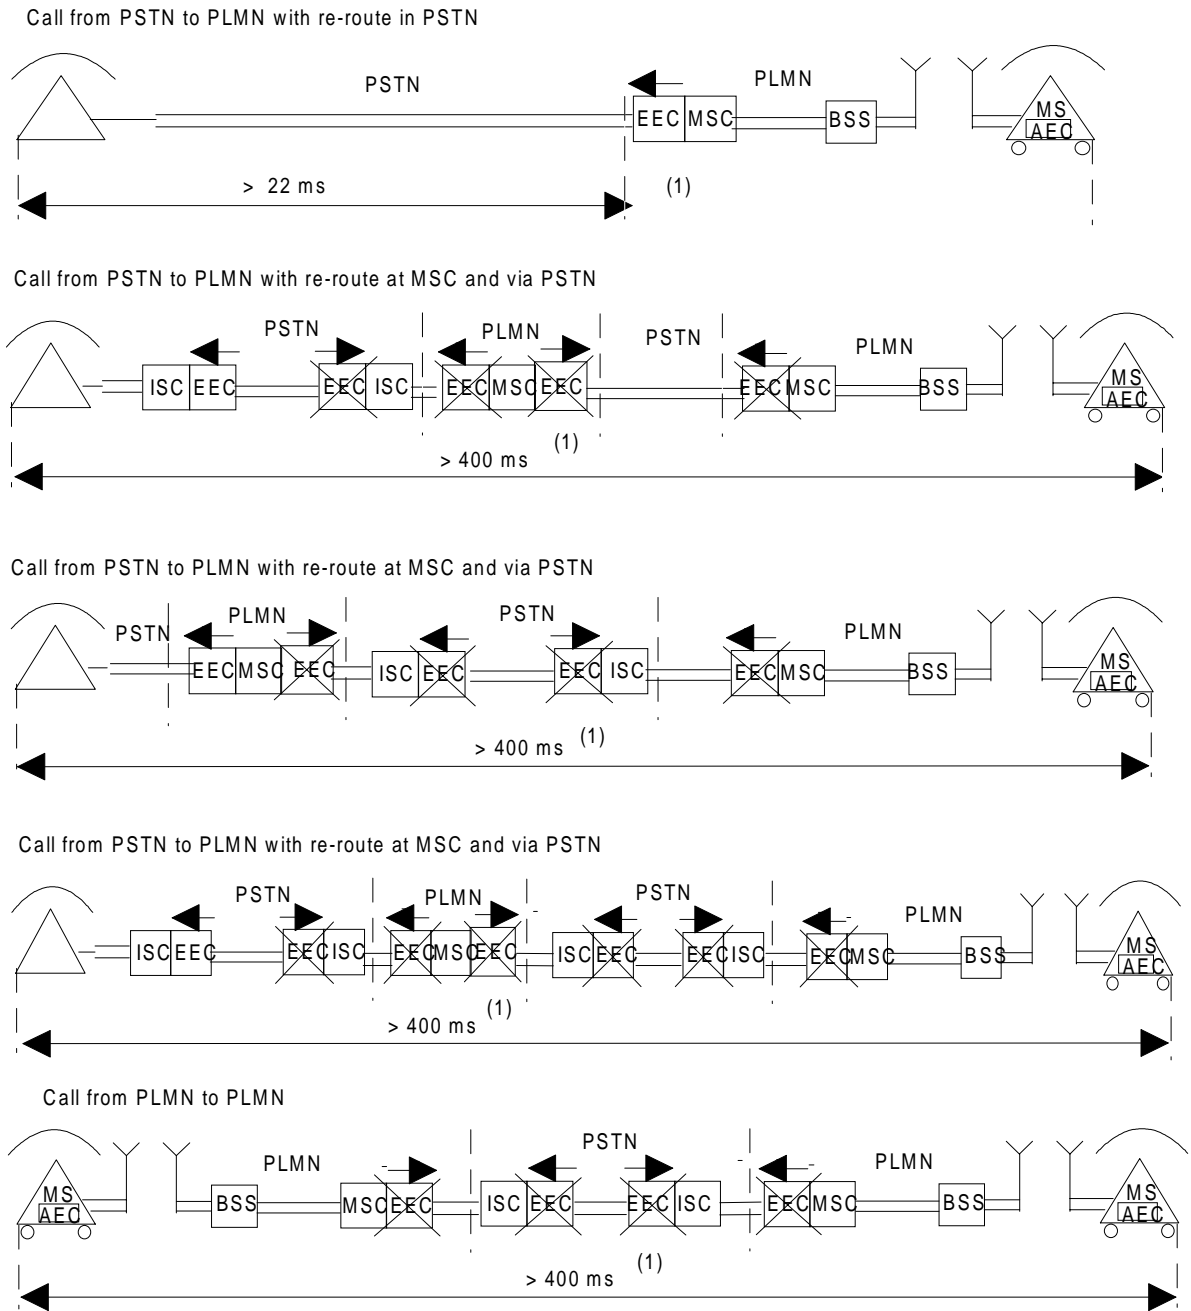 Call from PSTN to PLMN with re-route in PSTN
PSTN PLMN
EEC MSC BSS MS
AEC
> 22 ms (1)
Call from PSTN to PLMN with re-route at MSC and via PSTN
PSTN PLMN PSTN PLMN
ISC EEC EEC ISC EEC MSC EEC EEC MSC BSS MS
AEC
(1)
> 400 ms
Call from PSTN to PLMN with re-route at MSC and via PSTN
PSTN PLMN PSTN PLMN
EEC MSC EEC ISC EEC EEC ISC EEC MSC BSS MS
AEC
(1)
> 400 ms
Call from PSTN to PLMN with re-route at MSC and via PSTN
PSTN PLMN PSTN PLMN
ISC EEC EEC ISC EEC MSC EEC ISC EEC EEC ISC EEC MSC BSS MS
AEC
(1)
> 400 ms
Call from PLMN to PLMN
PLMN PSTN PLMN
MS BSS MSC EEC ISC EEC EEC ISC EEC MSC BSS MS
AEC AEC
(1)
> 400 ms